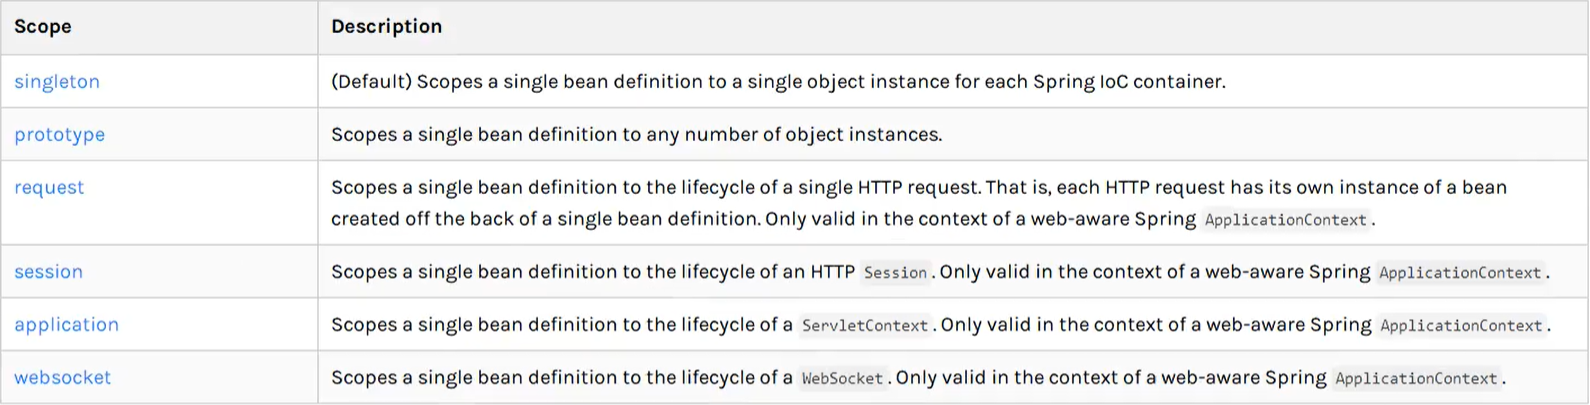 Scope Description
singleton (Default) Scopes a single bean definition to a single object instance for each Spring IoC container.
prototype Scopes a single bean definition to any number of object instances.
request Scopes a single bean definition to the lifecycle of a single HTTP request. That is, each HTTP request has its own instance of a bean
created off the back of a single bean definition. Only valid in the context of a web-aware Spring ApplicationContext.
session Scopes a single bean definition to the lifecycle of an HTTP Session. Only valid in the context of a web-aware Spring ApplicationContext.
application Scopes a single bean definition to the lifecycle of a ServletContext. Only valid in the context of a web-aware Spring ApplicationContext.
websocket Scopes a single bean definition to the lifecycle of a WebSocket. Only valid in the context of a web-aware Spring ApplicationContext.